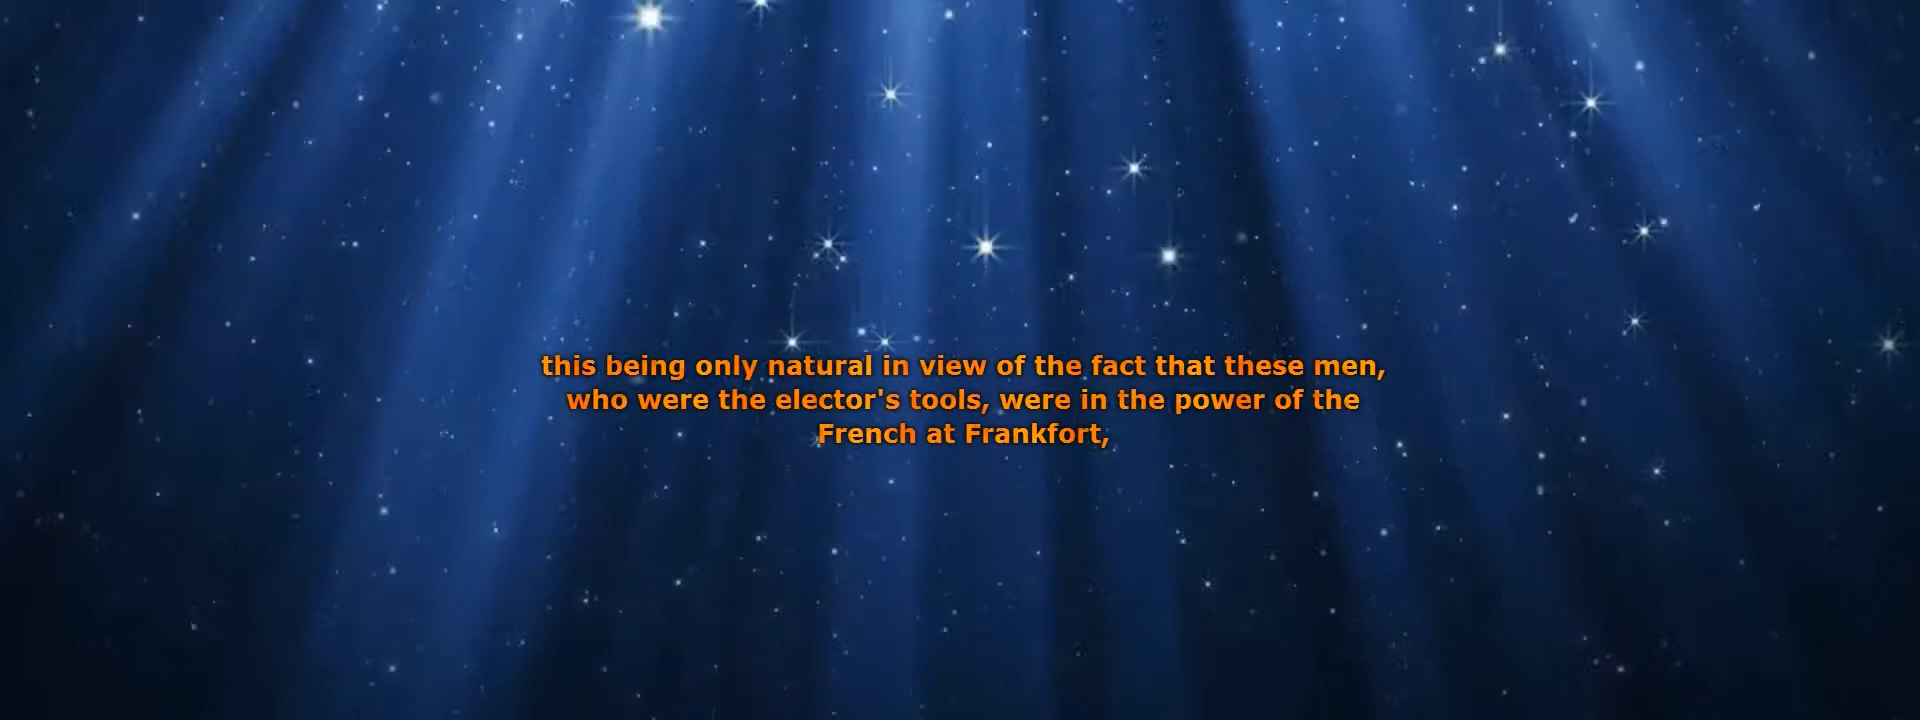 this being only natural in view of the fact that these men,
who were the elector's tools, were in the power of the
French at Frankfort,